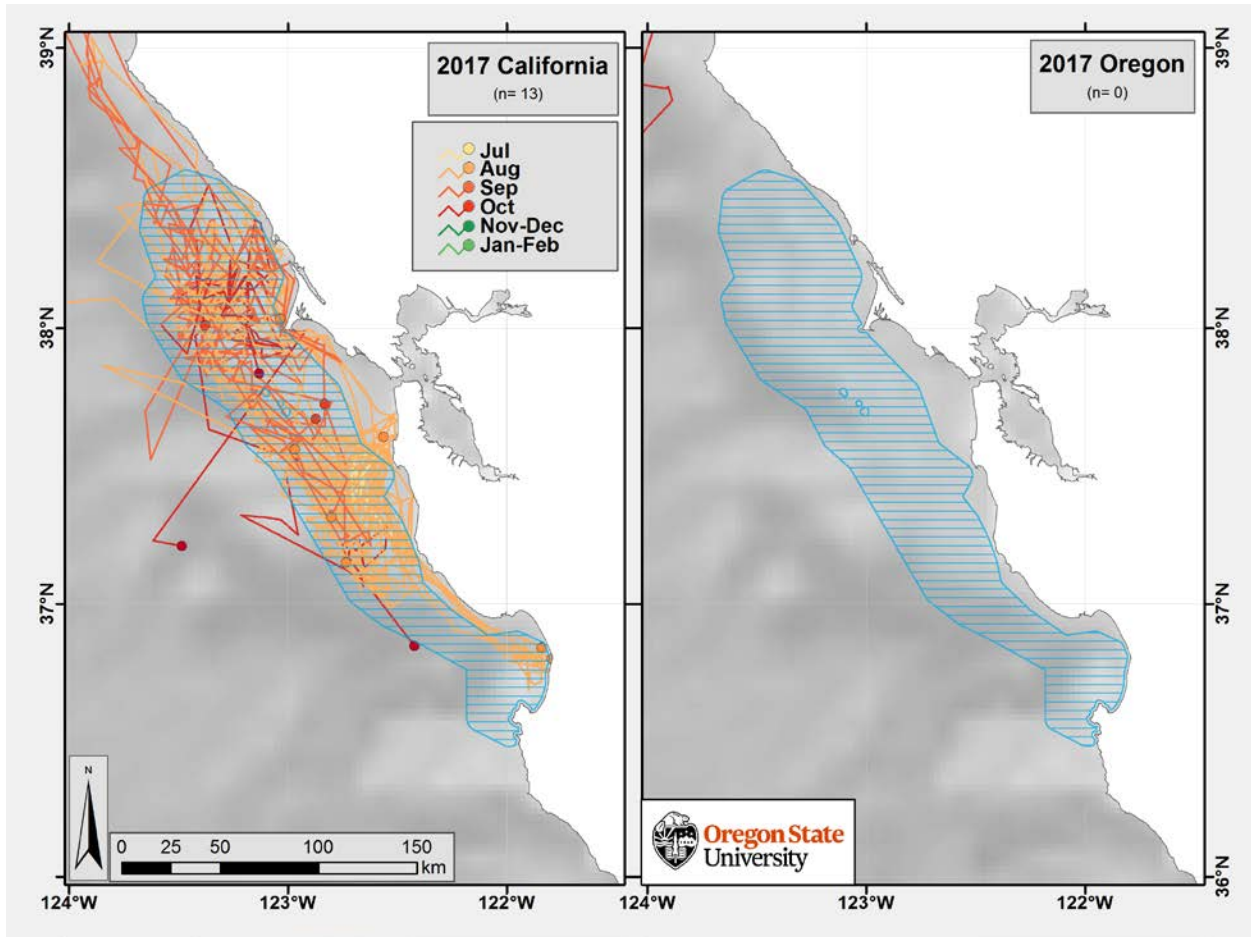 39°N
2017 California
(n= 13)
Jul
Aug
Sep
Oct
Nov-Dec
Jan-Feb
38°N
37°N
N
0 25 50 100 150
km
124°W 123°W 122°W
2017 Oregon
(n= 0)
39°N
38°N
37°N
36°N
Oregon State
University
124°W 123°W 122°W